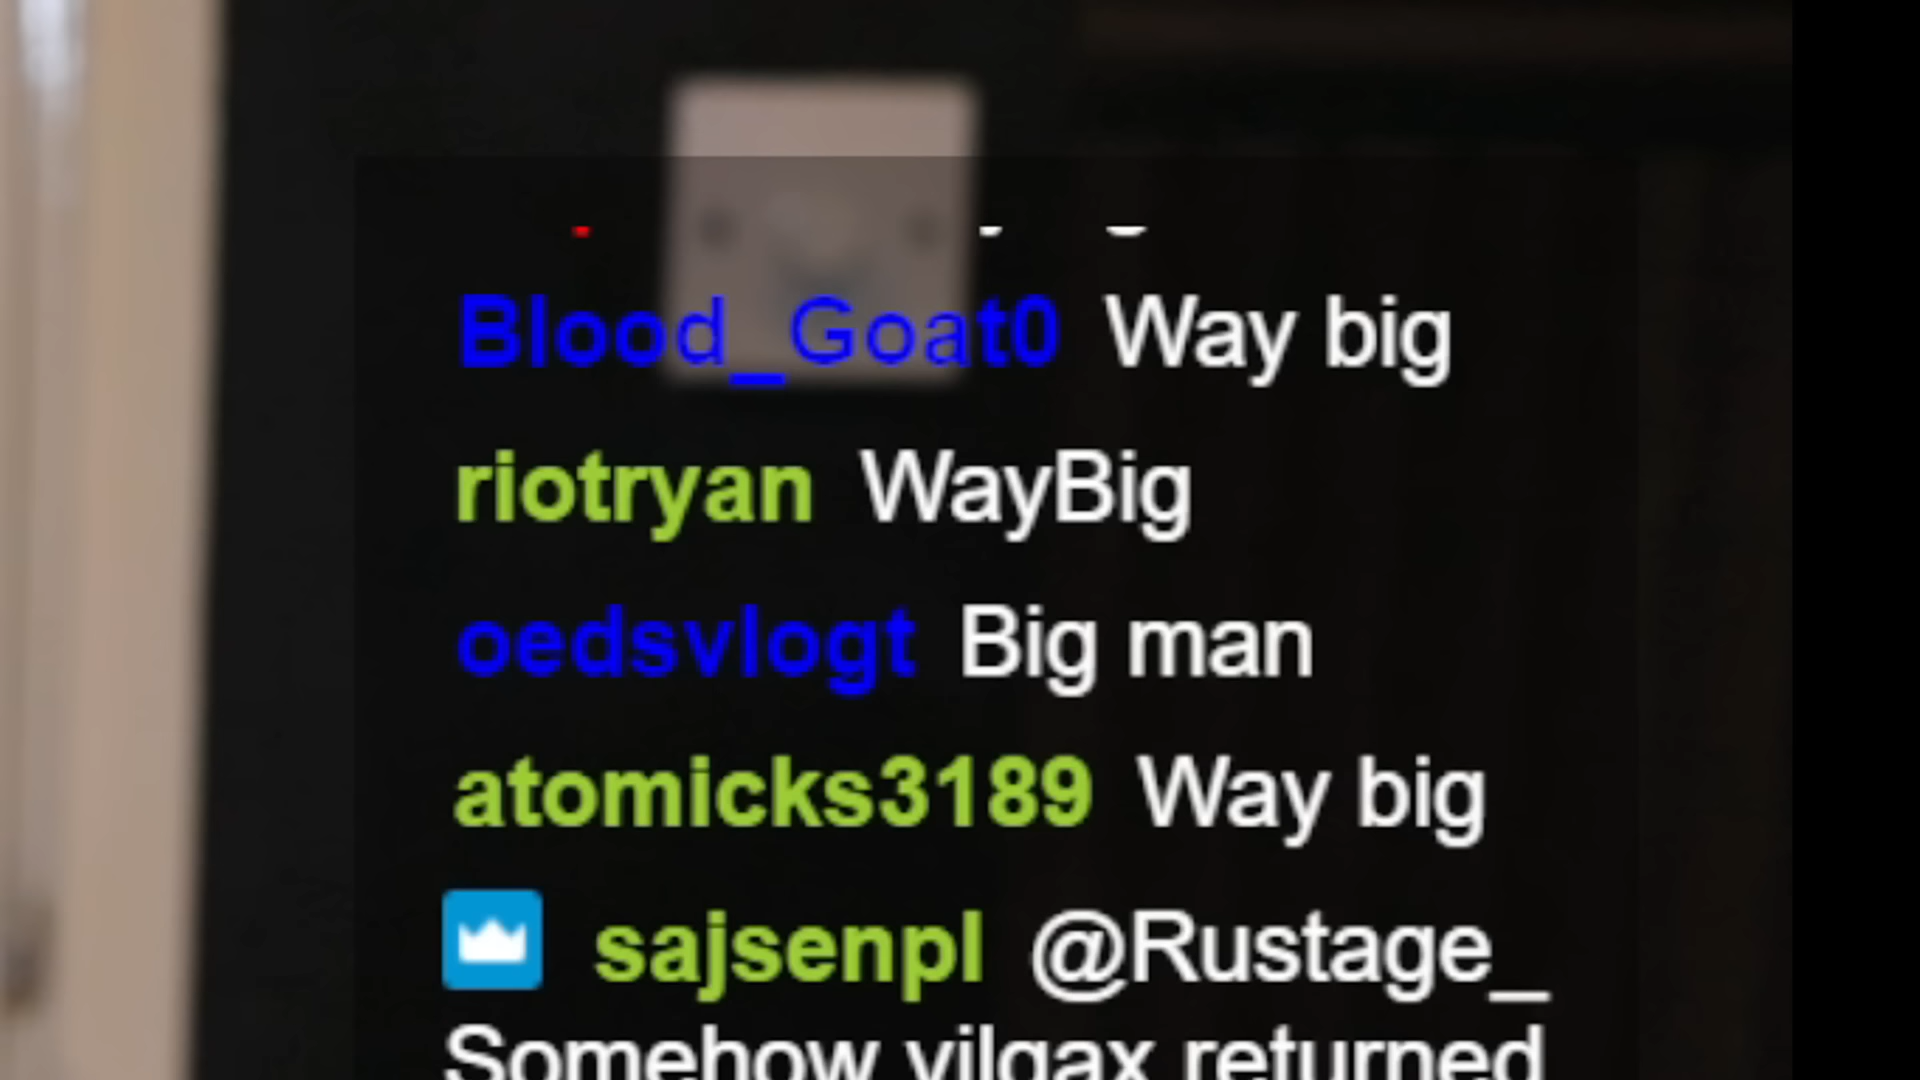 Blood_Goat0 Way big
riotryan WayBig
oedsvlogt Big man
atomicks3189 Way big
sajsenpl @Rustage_
Somehow vilgax returned